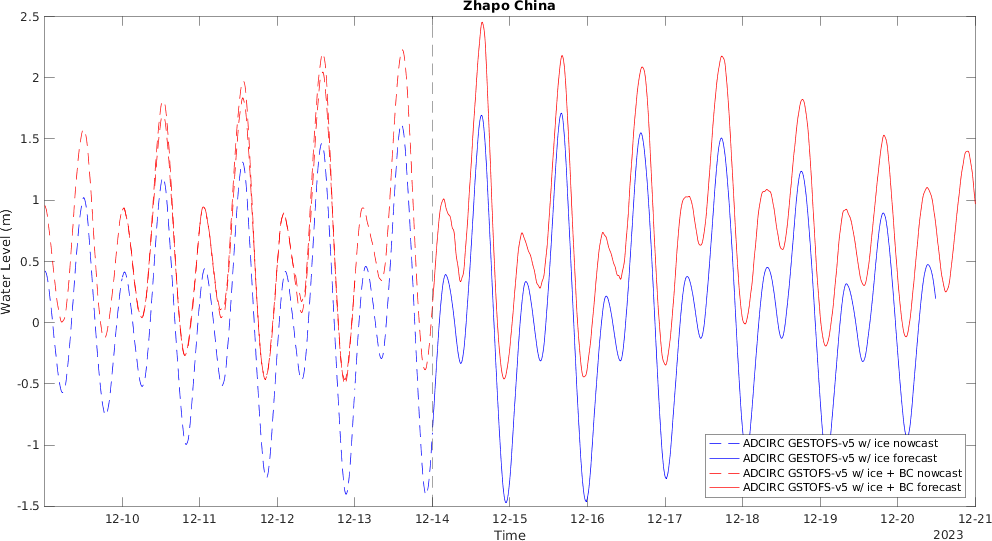 Zhapo China
2.5
2
1.5
1
0.5
0
-0.5
-1
-1.5
Water Level (m)
ADCIRC GESTOFS-v5 w/ ice nowcast
ADCIRC GESTOFS-v5 w/ ice forecast
ADCIRC GSTOFS-v5 w/ ice + BC nowcast
ADCIRC GSTOFS-v5 w/ ice + BC forecast
12-10 12-11 12-12 12-13 12-14 12-15 12-16 12-17 12-18 12-19 12-20 12-21
Time
2023